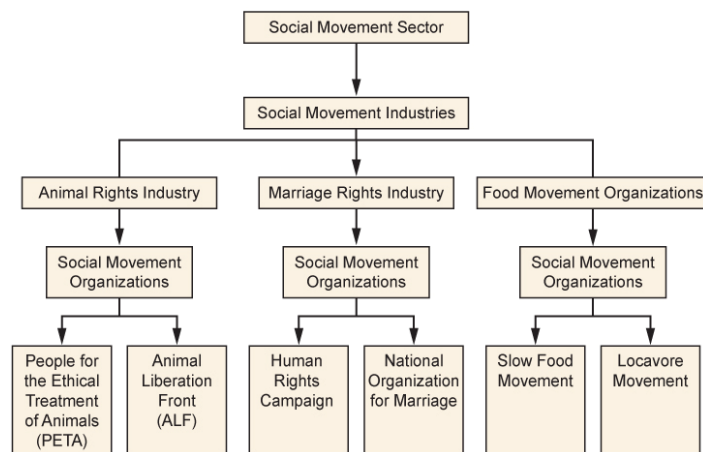 Social Movement Sector
Social Movement Industries
Animal Rights Industry
Marriage Rights Industry
Food Movement Organizations
Social Movement
Organizations
Social Movement
Organizations
Social Movement
Organizations
People for
the Ethical
Treatment
of Animals
(PETA)
Animal
Liberation
Front
(ALF)
Human
Rights
Campaign
National
Organization
for Marriage
Slow Food
Movement
Locavore
Movement